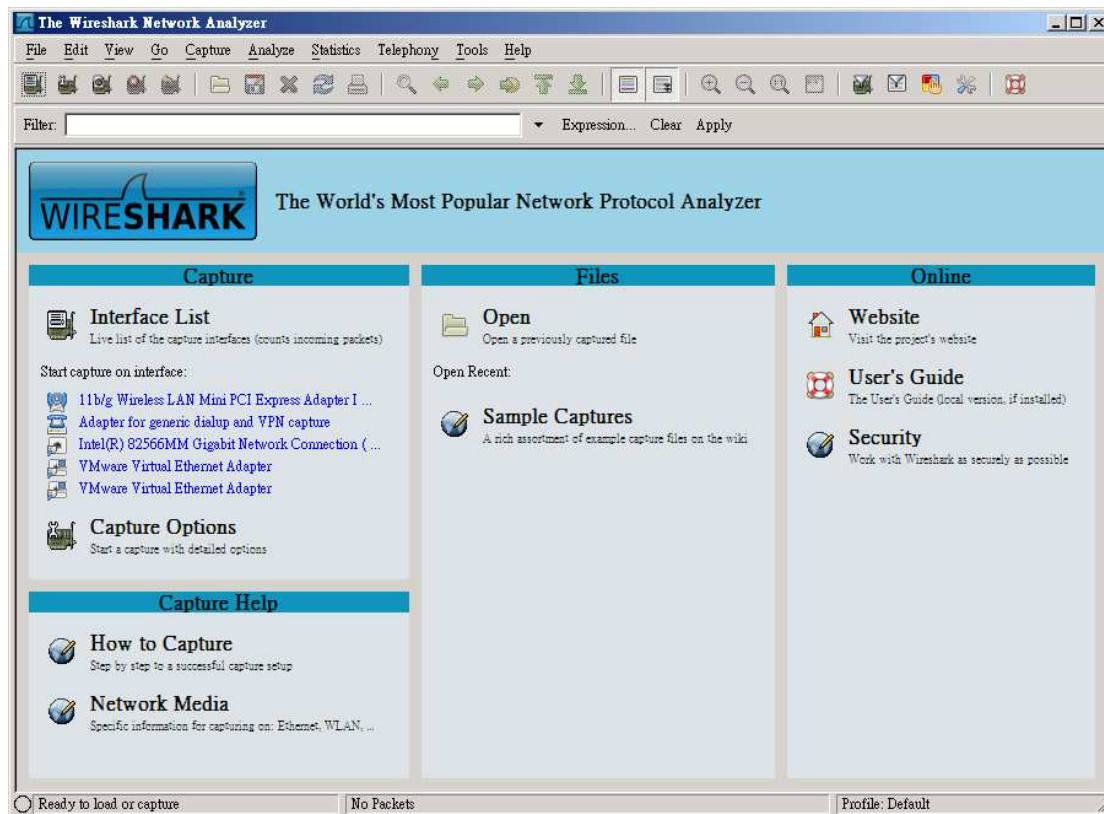 The Wireshark Network Analyzer
File Edit View Go Capture Analyze Statistics Telephony Tools Help
Filter: Expression... Clear Apply
WIRESHARK
The World's Most Popular Network Protocol Analyzer
Capture
Interface List
Live list of the capture interfaces (counts incoming packets)
Start capture on interface:
11b/g Wireless LAN Mini PCI Express Adapter I ...
Adapter for generic dialup and VPN capture
Intel(R) 82566MM Gigabit Network Connection ( ...
VMware Virtual Ethernet Adapter
VMware Virtual Ethernet Adapter
Capture Options
Start a capture with detailed options
Capture Help
How to Capture
Step by step to a successful capture setup
Network Media
Specific information for capturing on: Ethernet, WLAN, ...
Files
Open
Open a previously captured file
Open Recent:
Sample Captures
A rich assortment of example capture files on the wiki
Online
Website
Visit the project's website
User's Guide
The User's Guide (local version, if installed)
Security
Work with Wireshark as securely as possible
Ready to load or capture
No Packets
Profile: Default